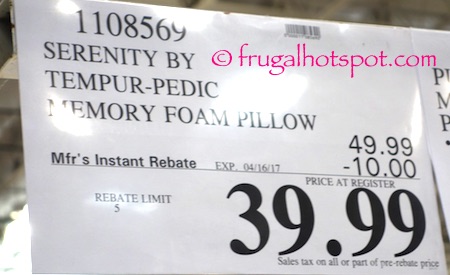 1108569
© frugalhotspot.com
SERENITY BY
TEMPUR-PEDIC
MEMORY FOAM PILLOW
49.99
Mfr's Instant Rebate EXP. 04/16/17 -10.00
PRICE AT REGISTER
REBATE LIMIT
5
39.99
Sales tax on all or part of pre-rebate price